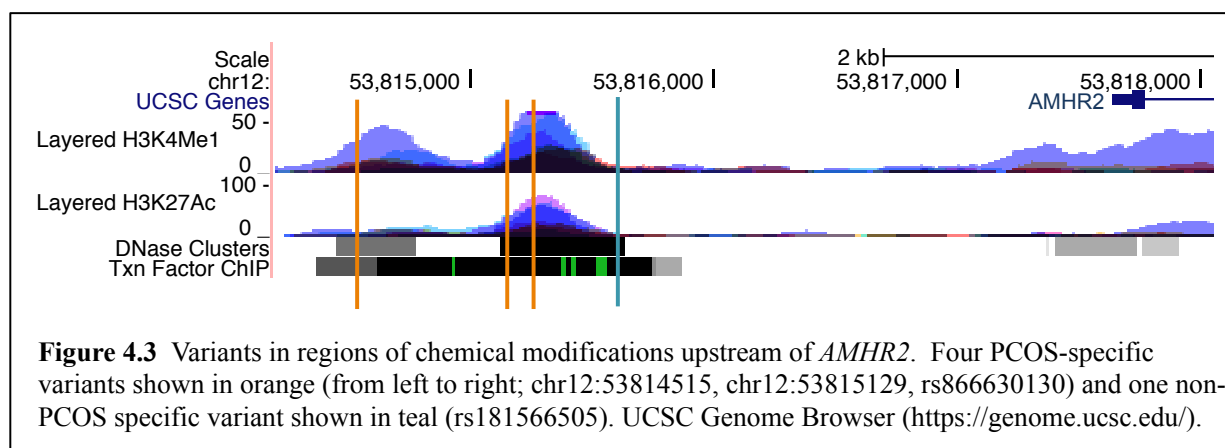 Scale
2 kb
chr12:
53,815,000
53,816,000
53,817,000
53,818,000
UCSC Genes
AMHR2
50 -
Layered H3K4Me1
0 _
100 -
Layered H3K27Ac
0 _
DNase Clusters
Txn Factor ChIP
Figure 4.3 Variants in regions of chemical modifications upstream of AMHR2. Four PCOS-specific
variants shown in orange (from left to right; chr12:53814515, chr12:53815129, rs866630130) and one non-
PCOS specific variant shown in teal (rs181566505). UCSC Genome Browser (https://genome.ucsc.edu/).